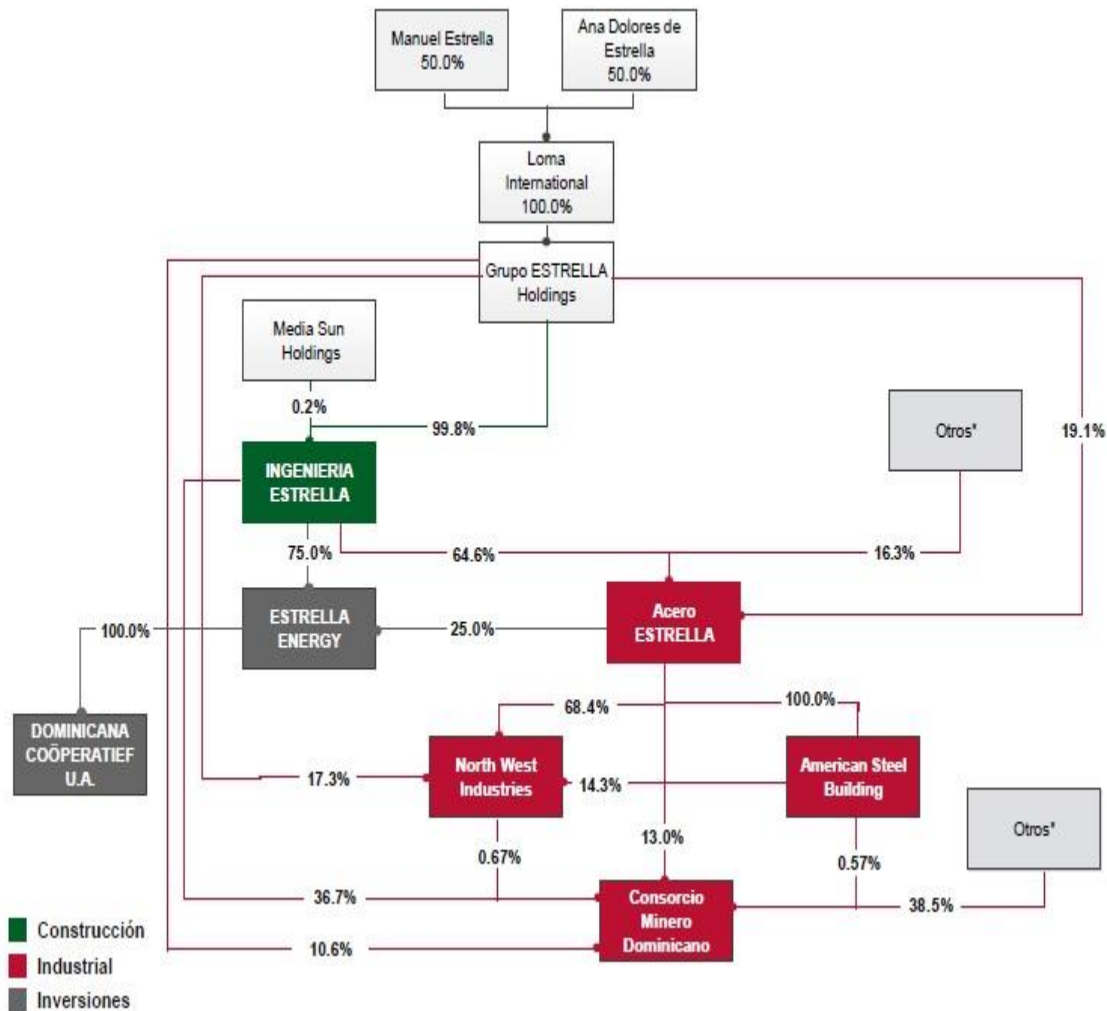 Manuel Estrella
50.0%
Ana Dolores de
Estrella
50.0%
Loma
International
100.0%
Grupo ESTRELLA
Holdings
Media Sun
Holdings
0.2%
99.8%
Otros*
19.1%
INGENIERIA
ESTRELLA
75.0%
64.6%
16.3%
ESTRELLA
ENERGY
Acero
ESTRELLA
100.0%
25.0%
DOMINICANA
COÖPERATIEF
U.A.
68.4%
100.0%
North West
Industries
American Steel
Building
17.3%
14.3%
Otros*
13.0%
0.67%
0.57%
36.7%
Consorcio
Minero
Dominicano
38.5%
10.6%
Construcción
Industrial
Inversiones